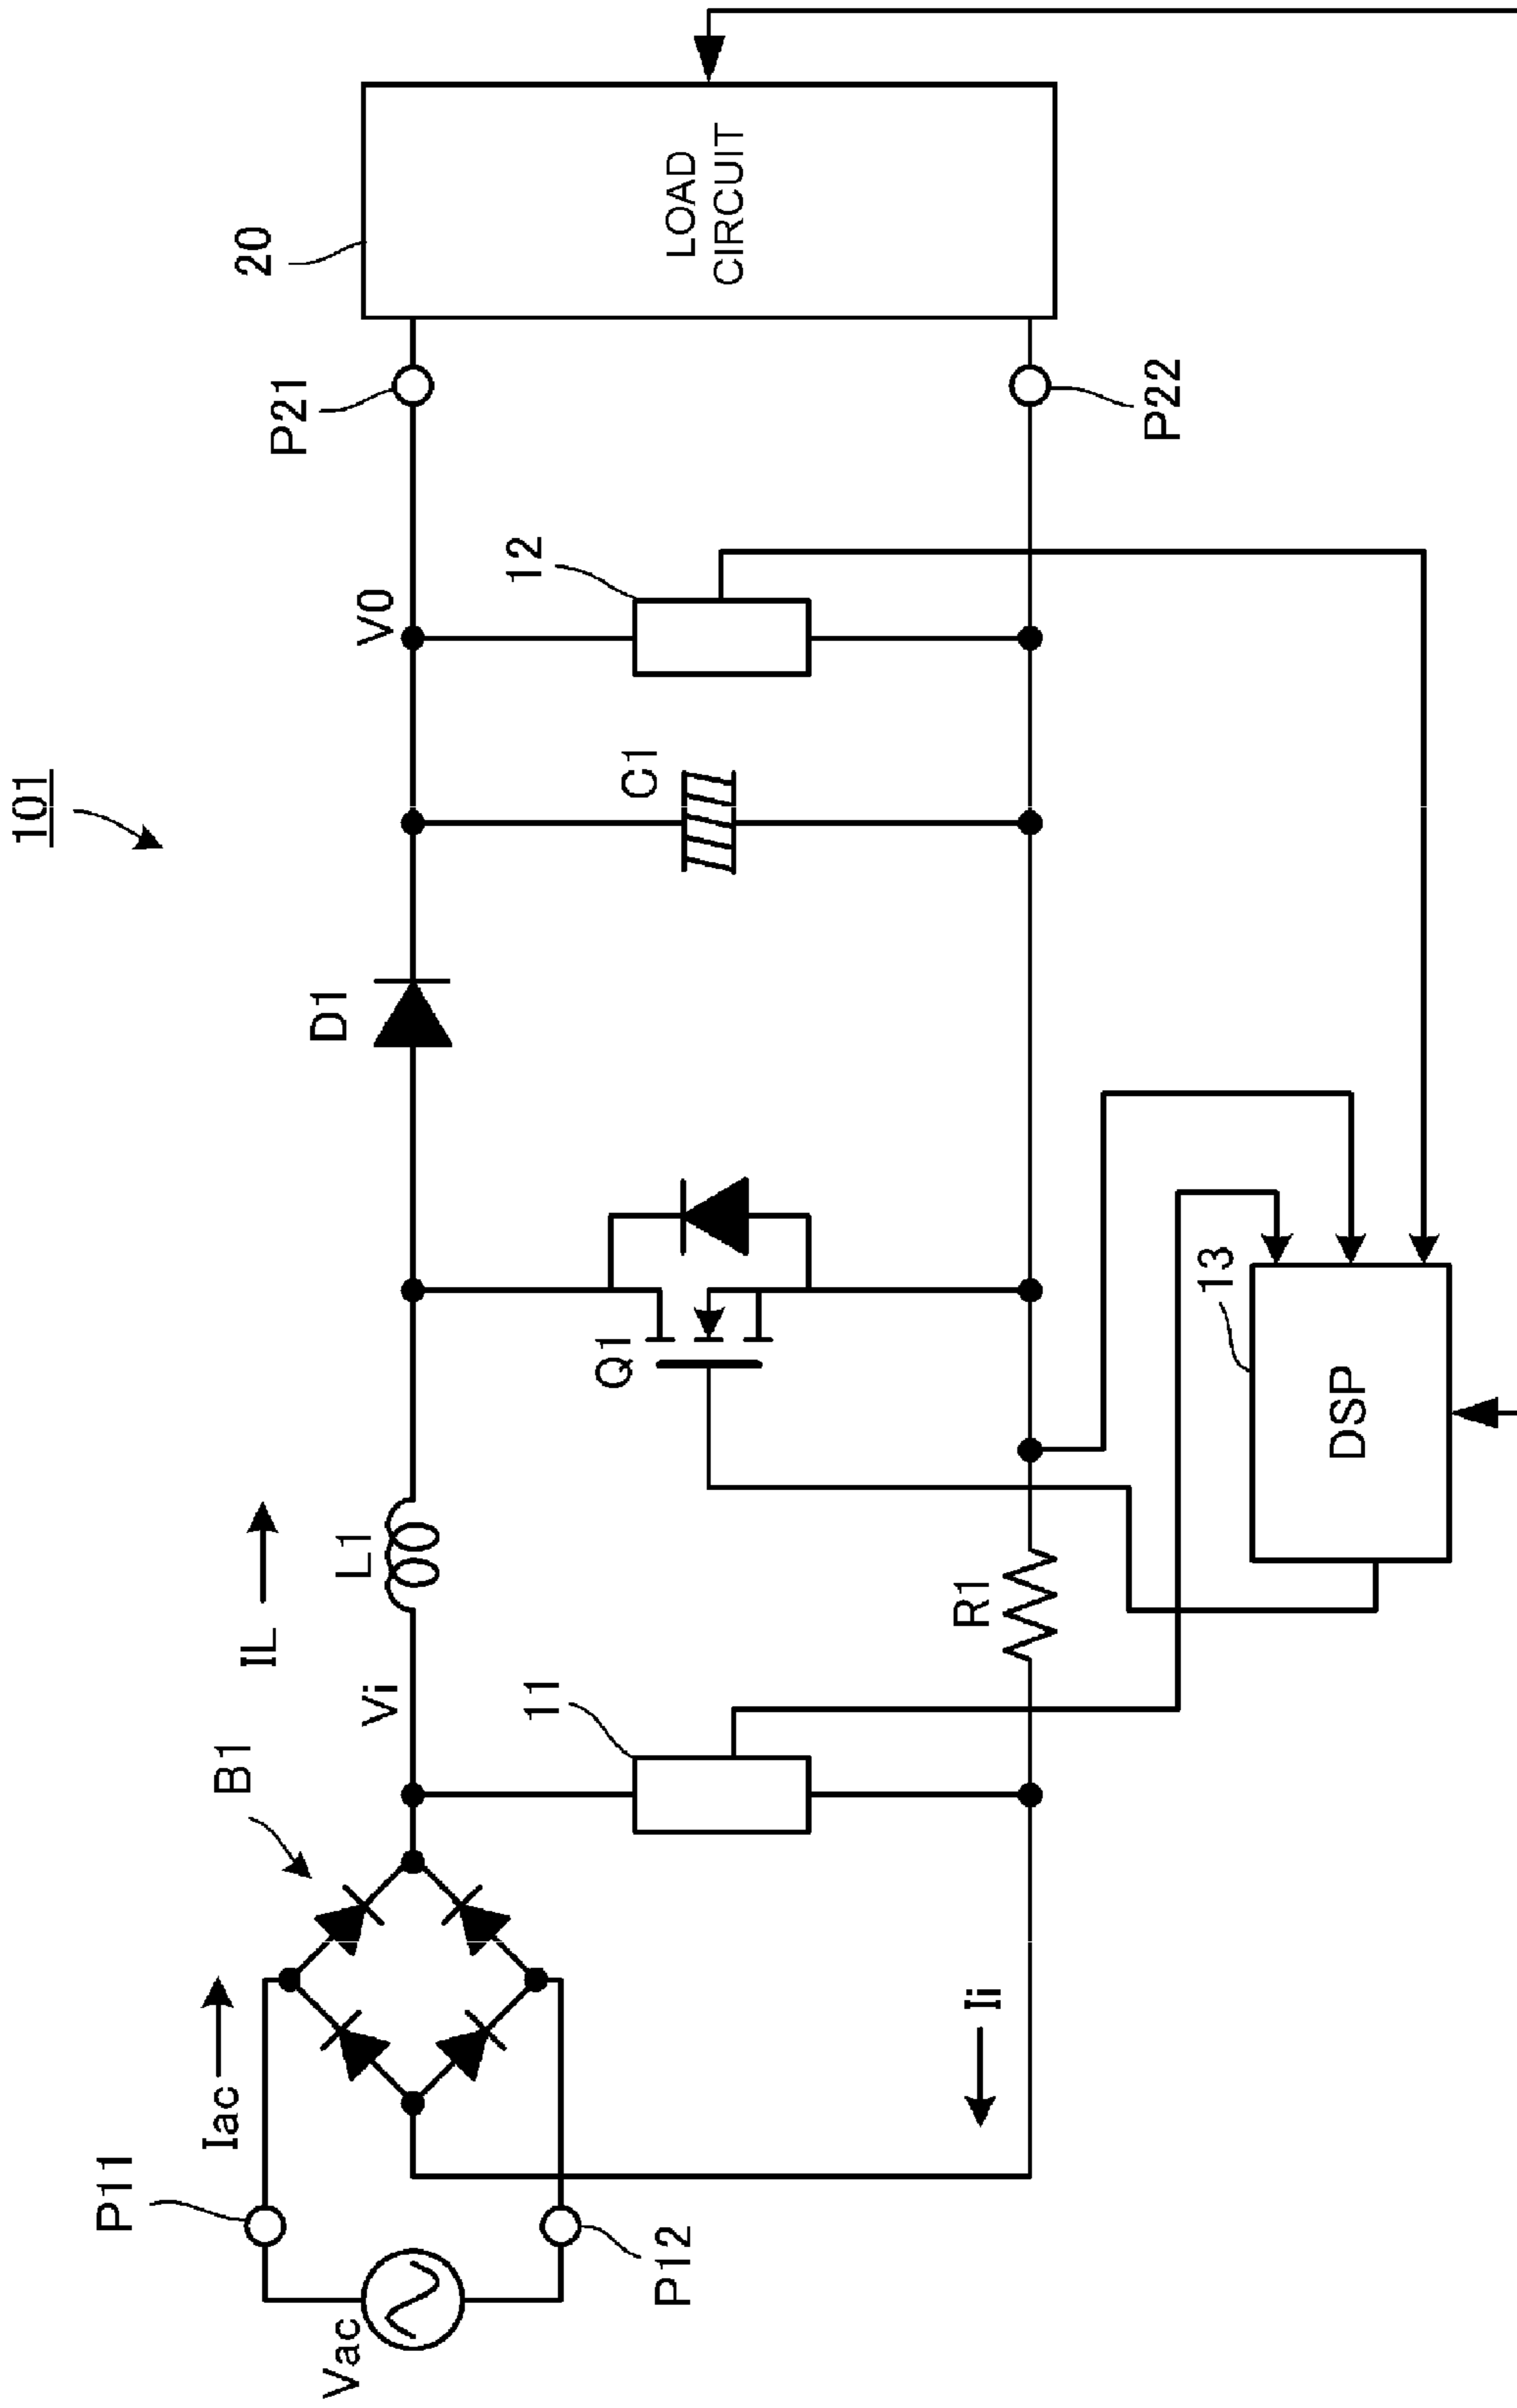 101
Vac
P11
P12
Iac
B1
Vi
IL
L1
D1
V0
P21
20
LOAD
CIRCUIT
11
Q1
C1
12
Ii
R1
P22
13
DSP